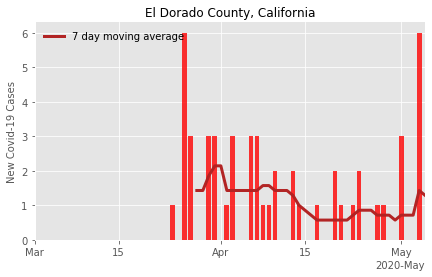 El Dorado County, California
7 day moving average
New Covid-19 Cases
6
5
4
3
2
1
0
Mar 15 Apr 15 May
2020-May